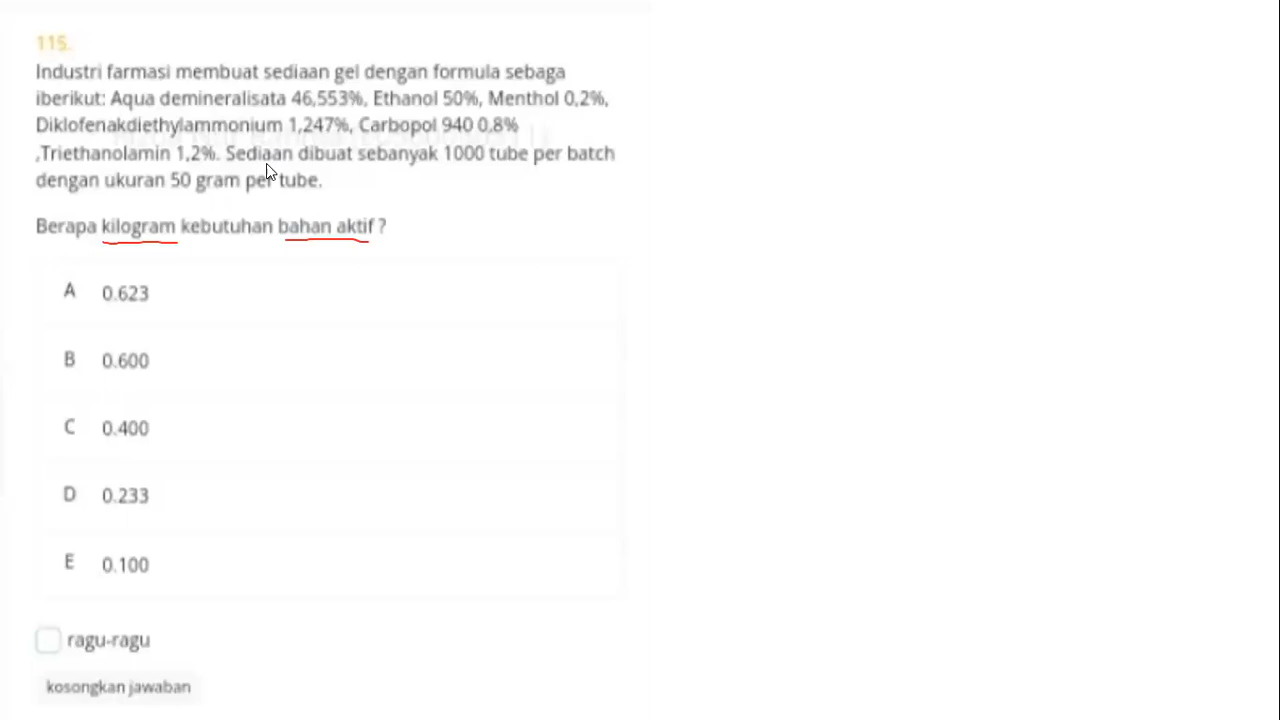 115.
Industri farmasi membuat sediaan gel dengan formula sebaga
iberikut: Aqua demineralisata 46,553%, Ethanol 50%, Menthol 0,2%,
Diklofenakdiethylammonium 1,247%, Carbopol 940 0,8%
,Triethanolamin 1,2%. Sediaan dibuat sebanyak 1000 tube per batch
dengan ukuran 50 gram per tube.
Berapa kilogram kebutuhan bahan aktif ?
A 0.623
B 0.600
C 0.400
D 0.233
E 0.100
ragu-ragu
kosongkan jawaban